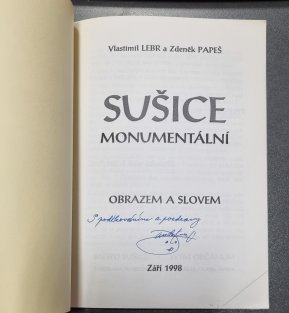 Vlastimil LEBR a Zdeněk PAPEŠ
SUŠICE
MONUMENTÁLNÍ
OBRAZEM A SLOVEM
S poděkováním a pozdravy
Září 1998